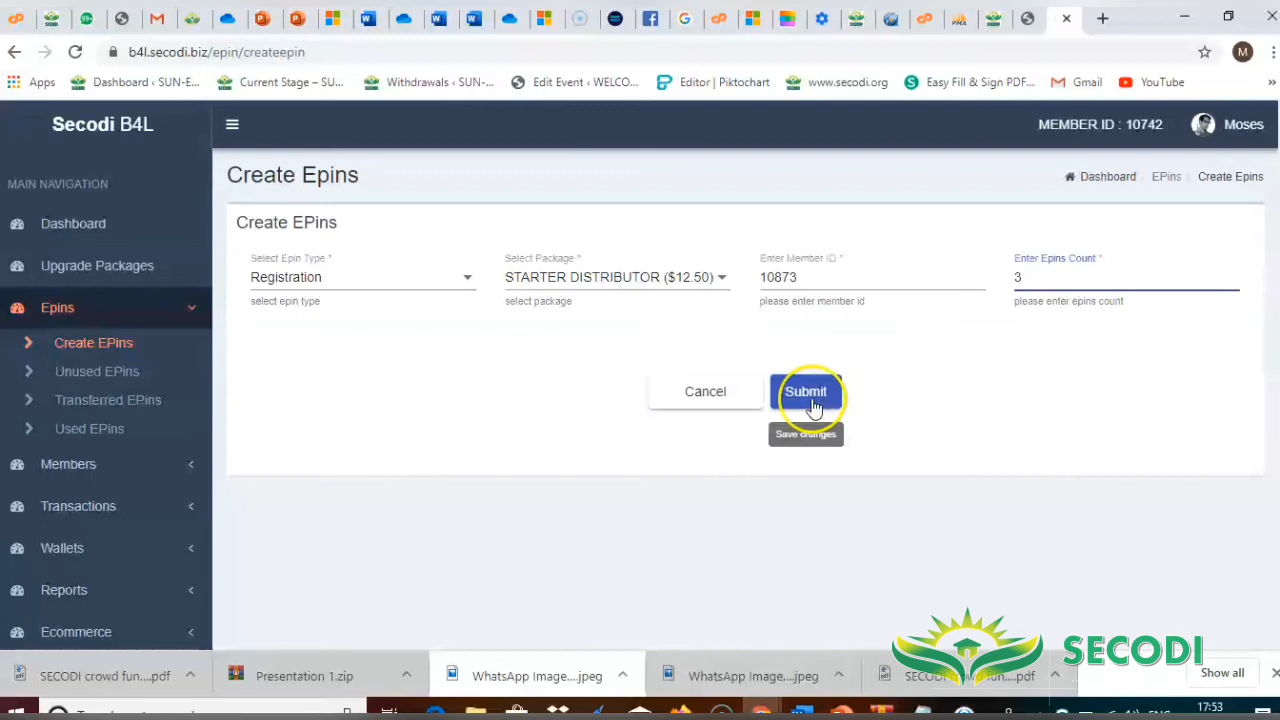 99+
b4l.secodi.biz/epin/createepin
M
Apps
Dashboard ‹ SUN-E...
Current Stage – SU...
Withdrawals ‹ SUN-...
Edit Event ‹ WELCO...
Editor | Piktochart
www.secodi.org
Easy Fill & Sign PDF...
Gmail
YouTube
»
Secodi B4L
MEMBER ID : 10742
Moses
MAIN NAVIGATION
Dashboard
Upgrade Packages
Epins
Create EPins
Unused EPins
Transferred EPins
Used EPins
Members
Transactions
Wallets
Reports
Ecommerce
Create Epins
Dashboard
EPins
Create Epins
Create EPins
Select Epin Type *
Registration
select epin type
Select Package *
STARTER DISTRIBUTOR ($12.50)
select package
Enter Member ID *
10873
please enter member id
Enter Epins Count *
3
please enter epins count
Cancel
Submit
Save changes
SECODI
SECODI crowd fun....pdf
Presentation 1.zip
WhatsApp Image....jpeg
WhatsApp Image....jpeg
Show all
ENG
17:53